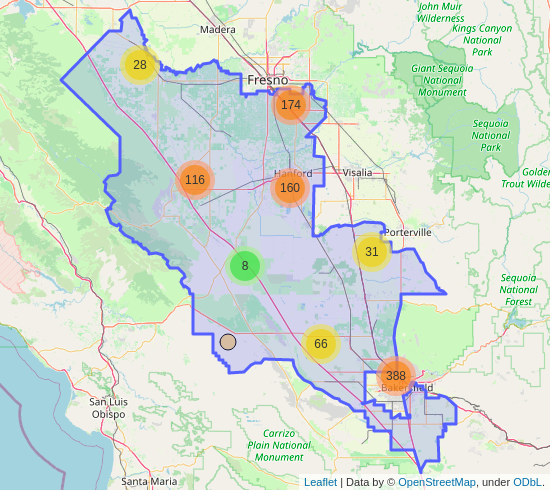 John Muir
Wilderness
Kings Canyon
National
Park
Madera
28
Fresno
Giant Sequoia
National
Monument
174
Sequoia
National
Park
116
Hanford
160
Visalia
Golden
Trout Wilde
Porterville
31
8
Sequoia
National
Forest
66
388
Bakersfield
San Luis
Obispo
Carrizo
Plain National
Monument
Santa Maria
Leaflet | Data by © OpenStreetMap, under ODbL.